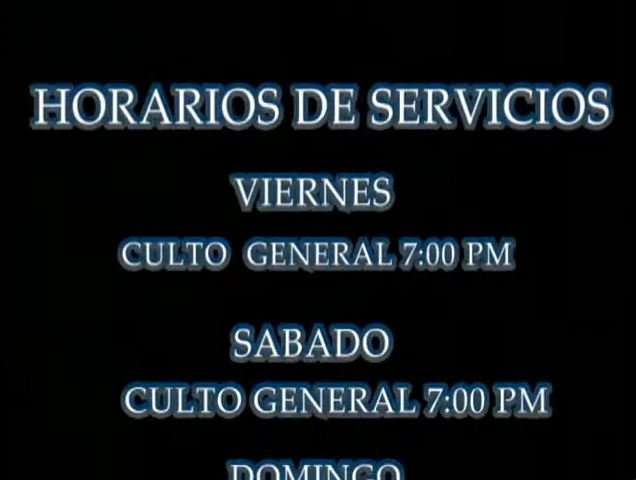 HORARIOS DE SERVICIOS
VIERNES
CULTO GENERAL 7:00 PM
SABADO
CULTO GENERAL 7:00 PM
DOMINGO